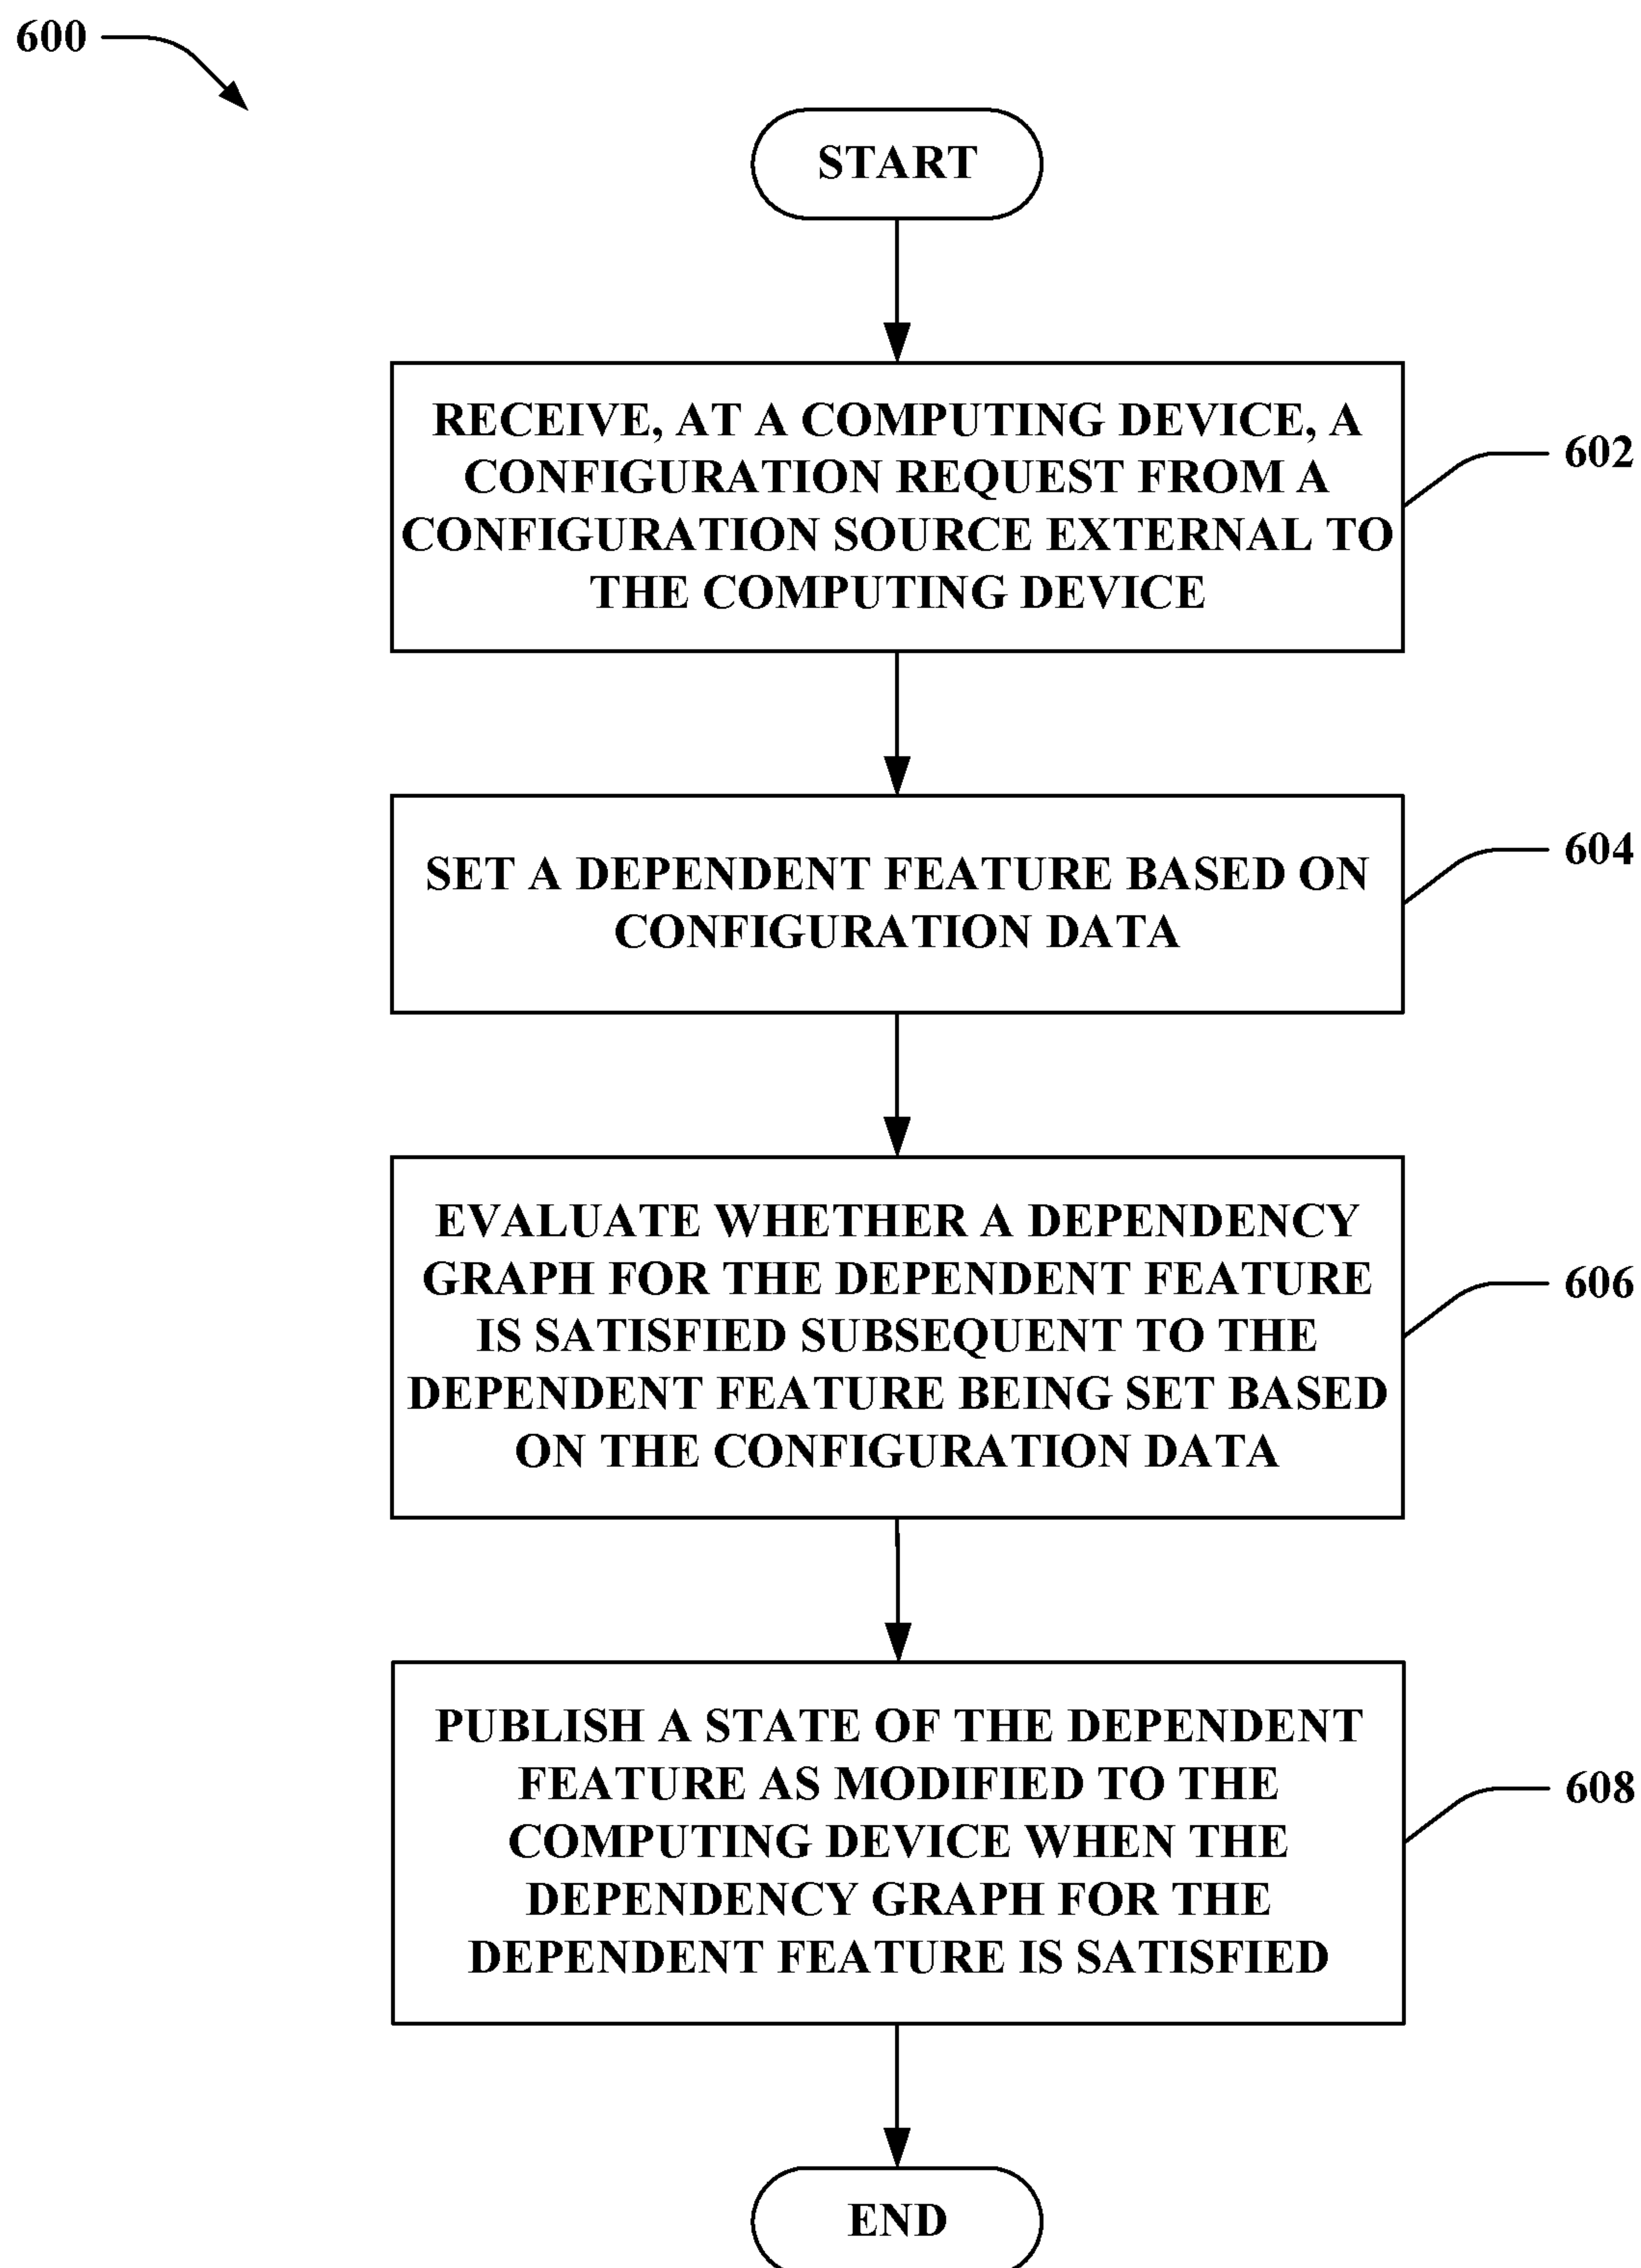 600
START
RECEIVE, AT A COMPUTING DEVICE, A
CONFIGURATION REQUEST FROM A
CONFIGURATION SOURCE EXTERNAL TO
THE COMPUTING DEVICE
602
SET A DEPENDENT FEATURE BASED ON
CONFIGURATION DATA
604
EVALUATE WHETHER A DEPENDENCY
GRAPH FOR THE DEPENDENT FEATURE
IS SATISFIED SUBSEQUENT TO THE
DEPENDENT FEATURE BEING SET BASED
ON THE CONFIGURATION DATA
606
PUBLISH A STATE OF THE DEPENDENT
FEATURE AS MODIFIED TO THE
COMPUTING DEVICE WHEN THE
DEPENDENCY GRAPH FOR THE
DEPENDENT FEATURE IS SATISFIED
608
END